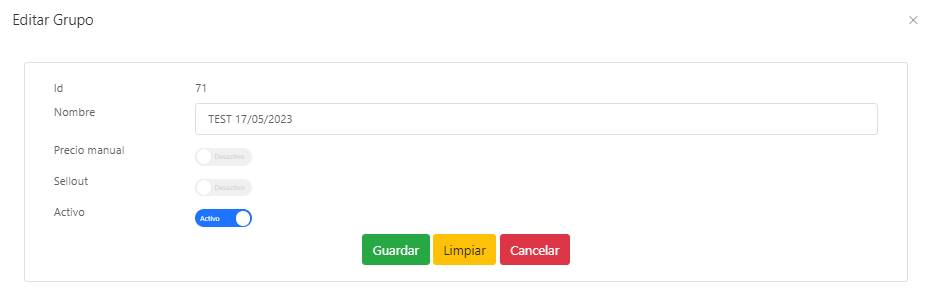 Editar Grupo
Id 71
Nombre TEST 17/05/2023
Precio manual Desactivo
Sellout Desactivo
Activo Activo
Guardar Limpiar Cancelar